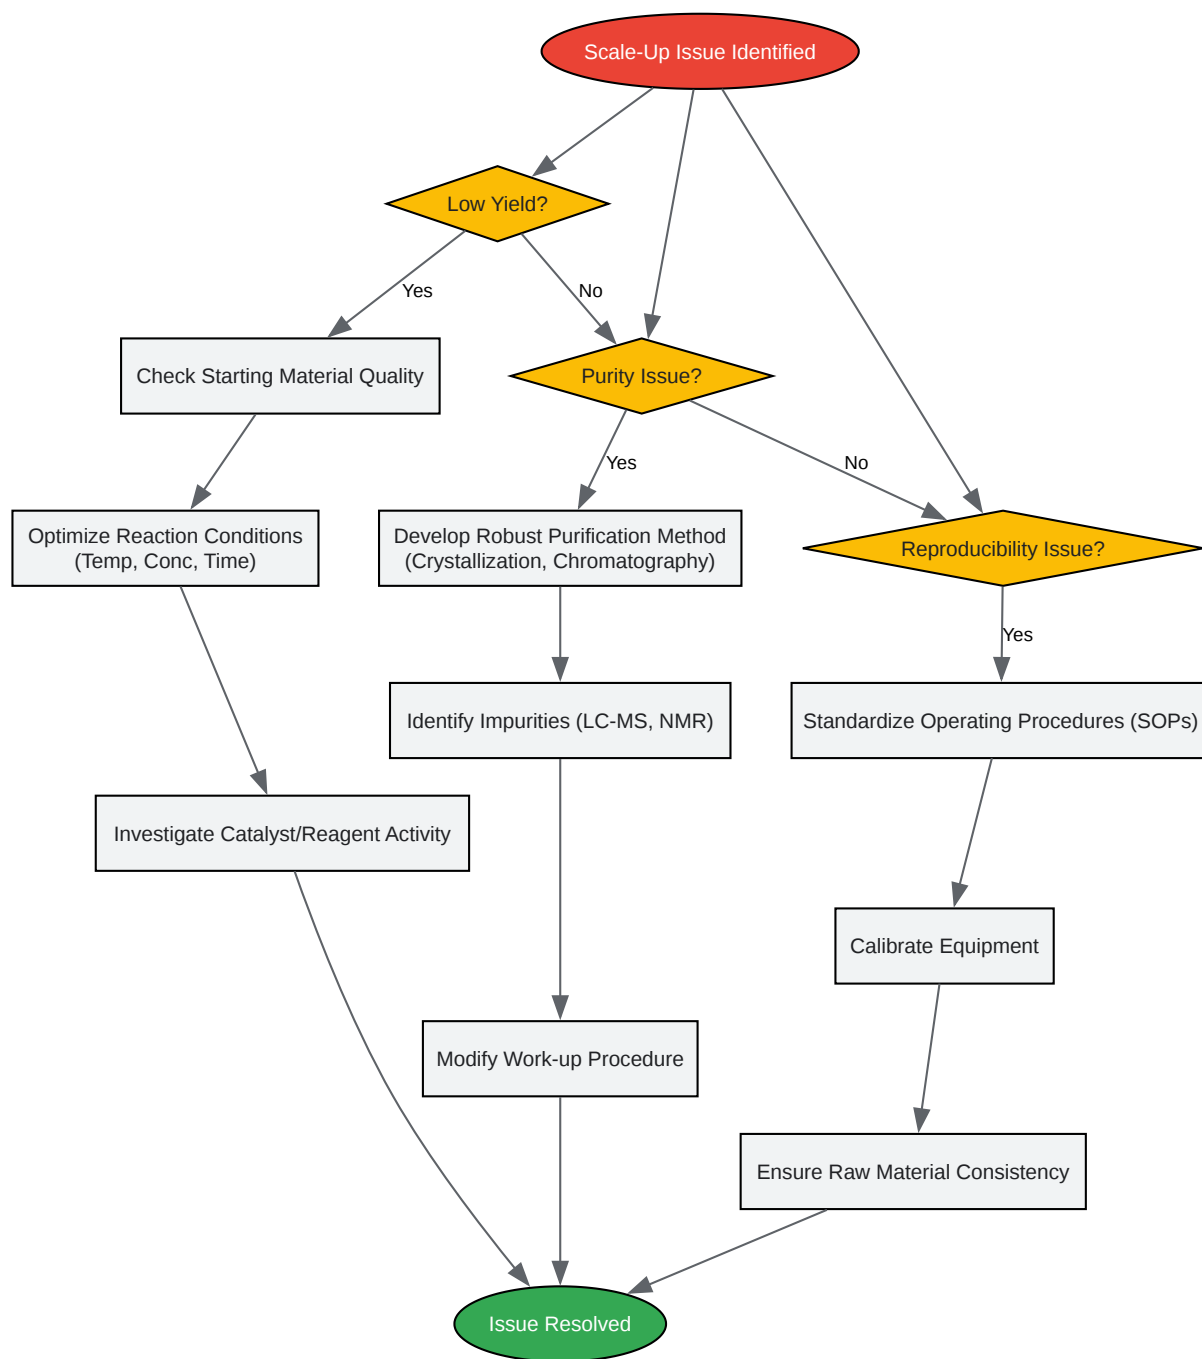 Scale-Up Issue Identified
Low Yield?
Yes
No
Check Starting Material Quality
Purity Issue?
Yes
No
Optimize Reaction Conditions
(Temp, Conc, Time)
Develop Robust Purification Method
(Crystallization, Chromatography)
Reproducibility Issue?
Yes
Identify Impurities (LC-MS, NMR)
Standardize Operating Procedures (SOPs)
Investigate Catalyst/Reagent Activity
Calibrate Equipment
Modify Work-up Procedure
Ensure Raw Material Consistency
Issue Resolved